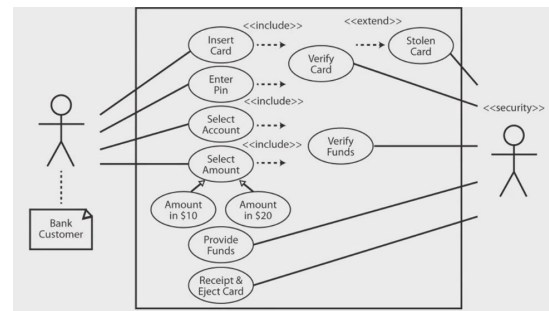 <<include>>
<<extend>>
Insert
Card
Stolen
Card
Verify
Card
Enter
Pin
<<include>>
<<security>>
Select
Account
<<include>>
Verify
Funds
Select
Amount
Amount
in $10
Amount
in $20
Bank
Customer
Provide
Funds
Receipt &
Eject Card